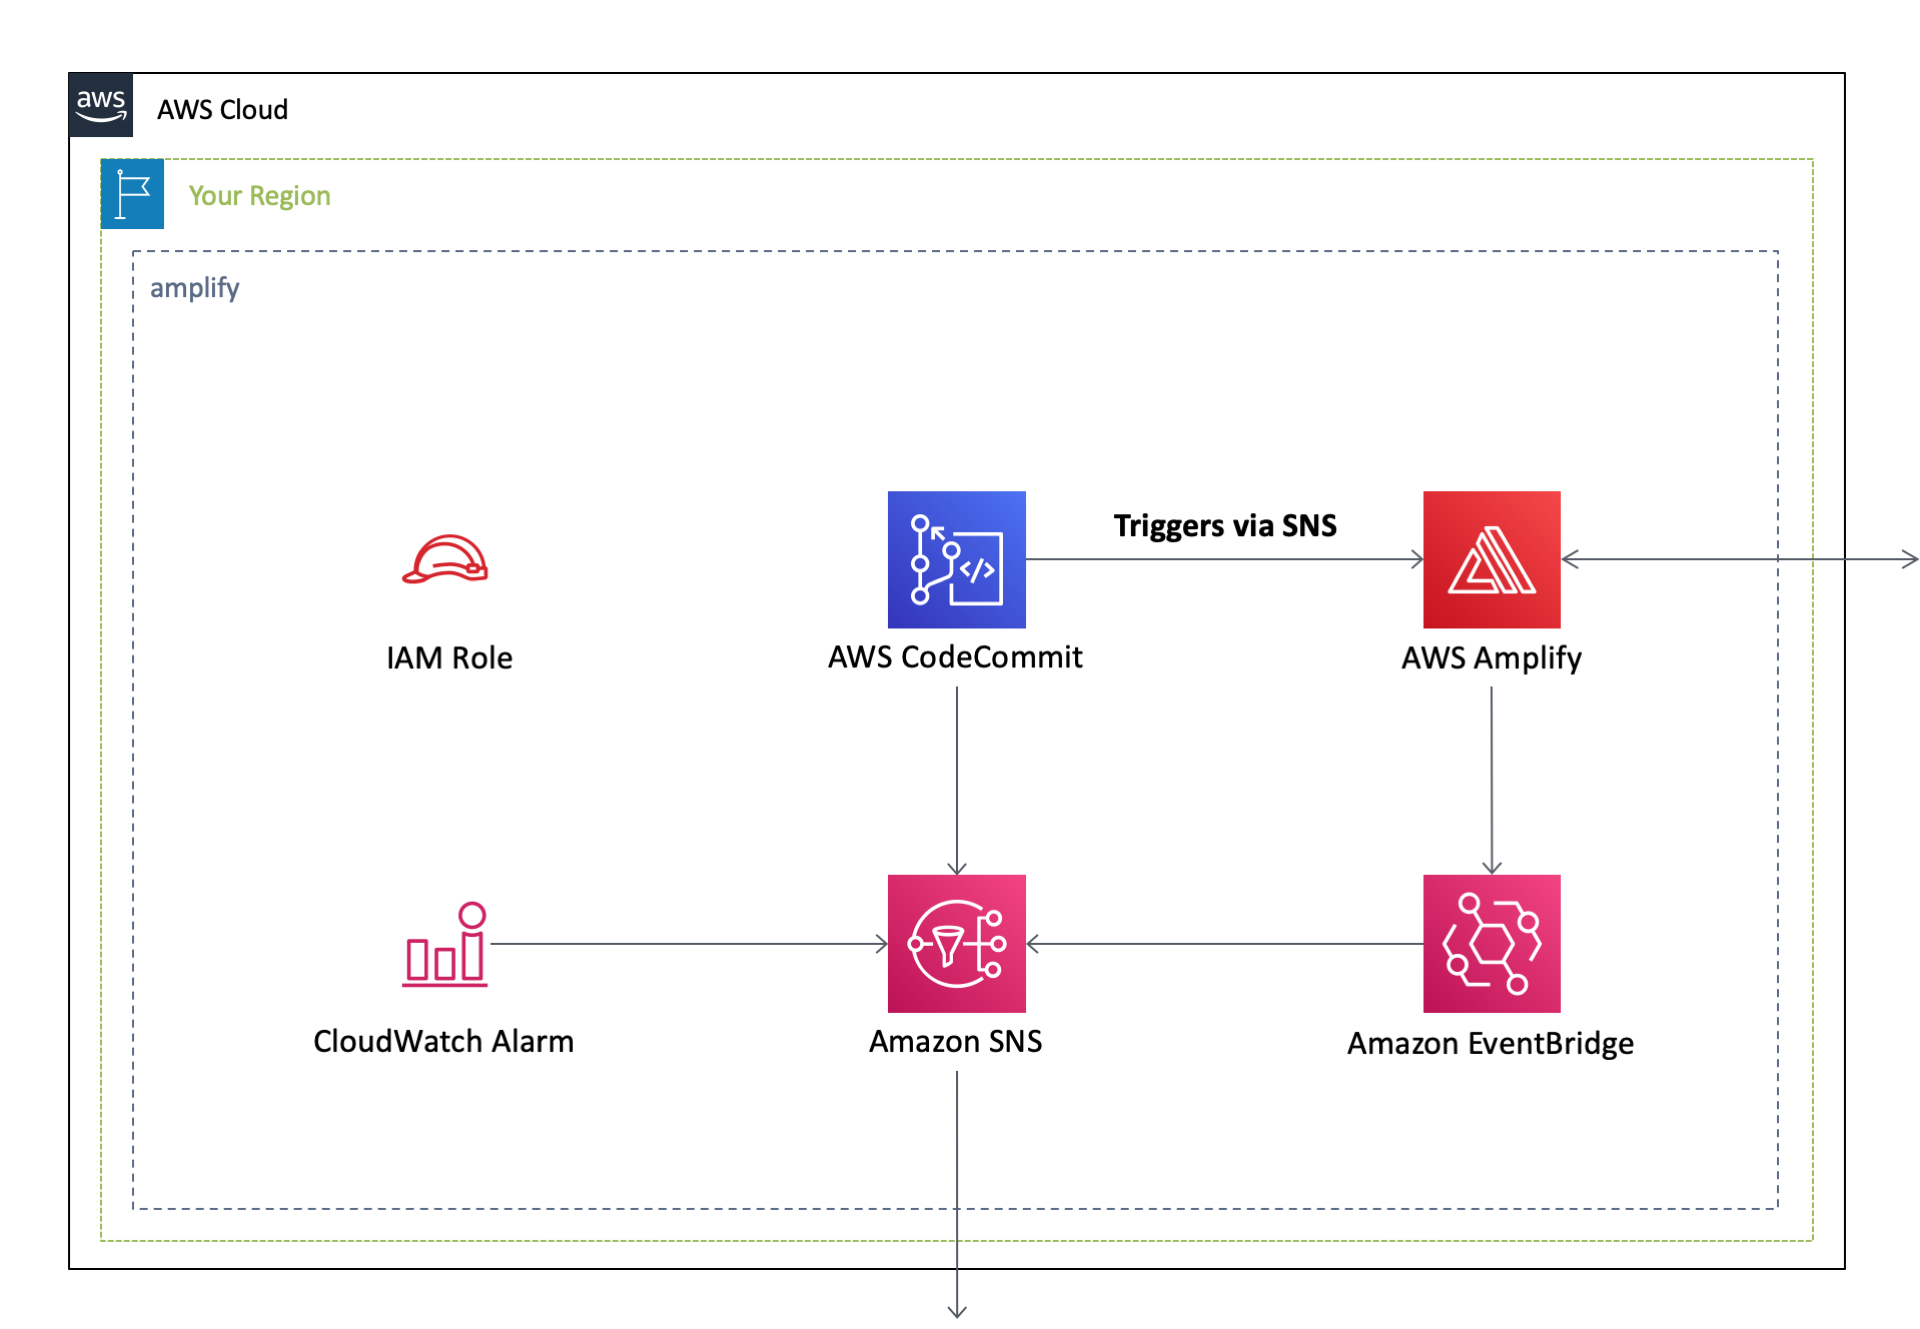 aws
AWS Cloud
Your Region
amplify
Triggers via SNS
IAM Role
AWS CodeCommit
AWS Amplify
CloudWatch Alarm
Amazon SNS
Amazon EventBridge